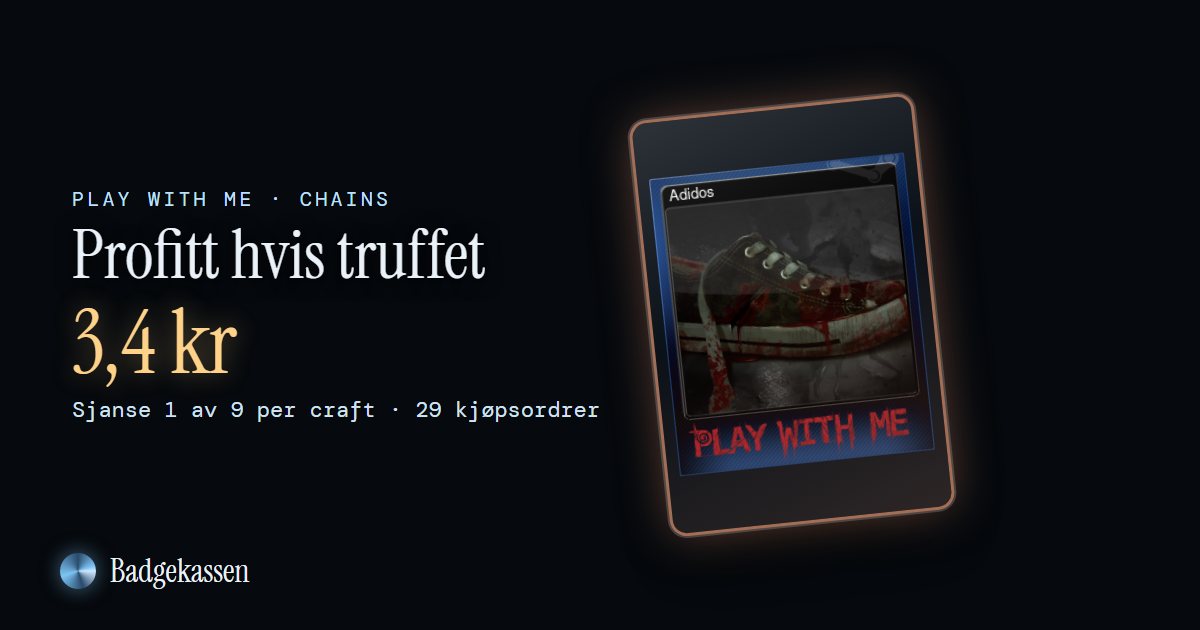 PLAY WITH ME · CHAINS
Profitt hvis truffet
3,4 kr
Sjanse 1 av 9 per craft · 29 kjøpsordrer
Adidos
PLAY WITH ME
Badgekassen